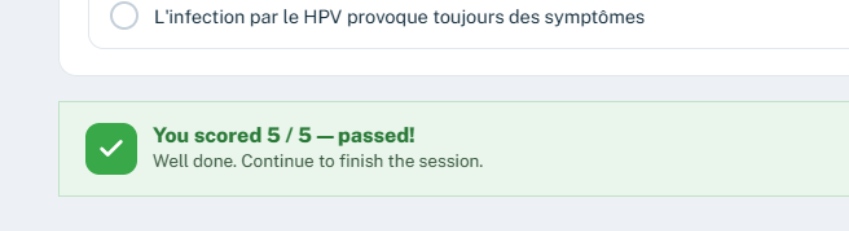 L'infection par le HPV provoque toujours des symptômes
You scored 5 / 5 — passed!
Well done. Continue to finish the session.